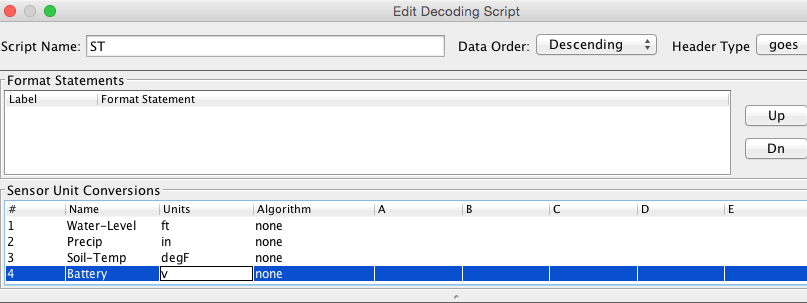 Edit Decoding Script
Script Name: ST Data Order: Descending Header Type goes
Format Statements
Label Format Statement
Up
Dn
Sensor Unit Conversions
# Name Units Algorithm A B C D E
1 Water-Level ft none
2 Precip in none
3 Soil-Temp degF none
4 Battery v none